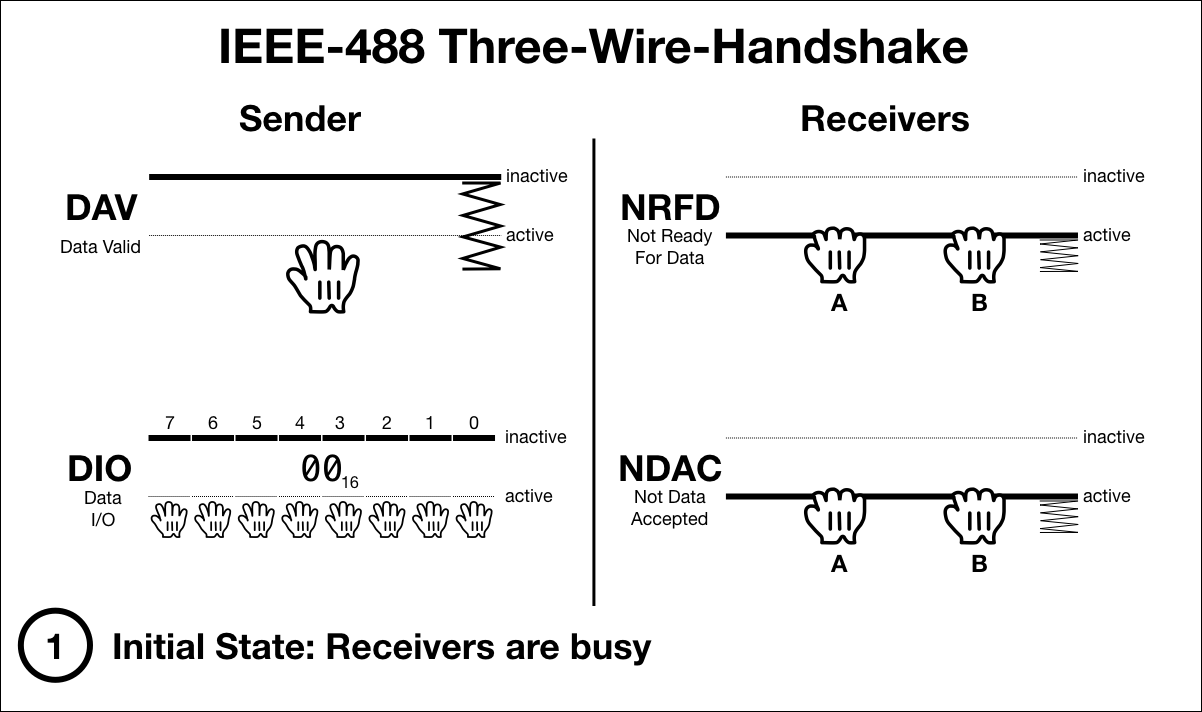 IEEE-488 Three-Wire-Handshake
Sender
inactive
DAV
Data Valid
active
7 6 5 4 3 2 1 0
inactive
DIO
00₁₆
Data
I/O
active
Receivers
inactive
NRFD
Not Ready
For Data
active
A B
inactive
NDAC
Not Data
Accepted
active
A B
1 Initial State: Receivers are busy